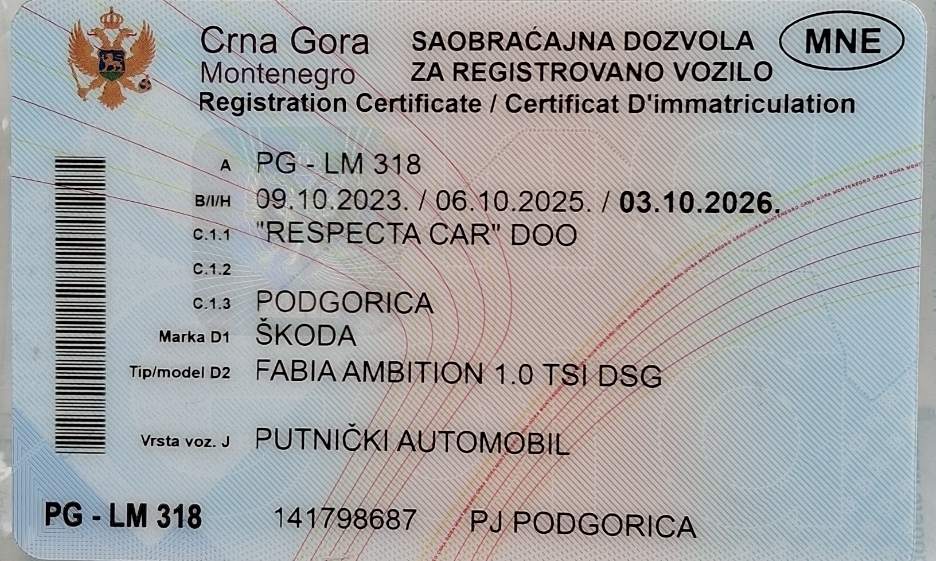 Crna Gora SAOBRAĆAJNA DOZVOLA MNE
Montenegro ZA REGISTROVANO VOZILO
Registration Certificate / Certificat D'immatriculation
A PG - LM 318
B/I/H 09.10.2023. / 06.10.2025. / 03.10.2026.
C.1.1 "RESPECTA CAR" DOO
C.1.2
C.1.3 PODGORICA
Marka D1 ŠKODA
Tip/model D2 FABIA AMBITION 1.0 TSI DSG
Vrsta voz. J PUTNIČKI AUTOMOBIL
PG - LM 318 141798687 PJ PODGORICA